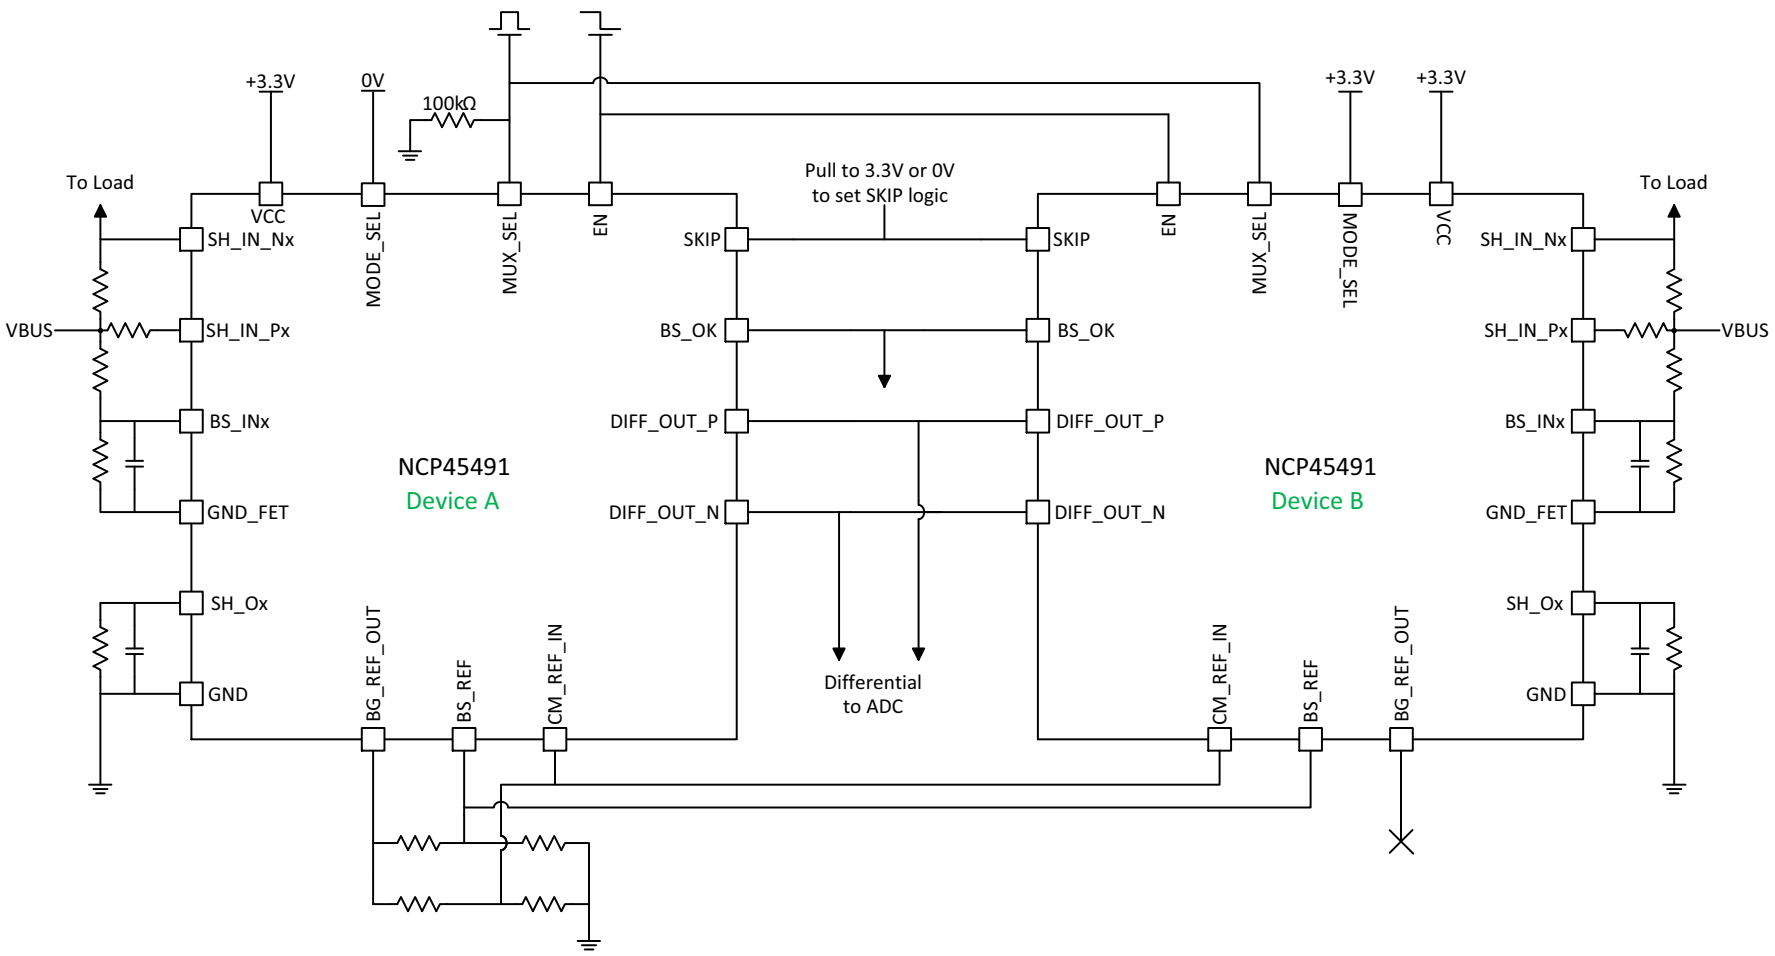 +3.3V
0V
100kΩ
+3.3V
+3.3V
To Load
Pull to 3.3V or 0V
to set SKIP logic
To Load
VCC
MODE_SEL
MUX_SEL
EN
EN
MUX_SEL
MODE_SEL
VCC
SH_IN_Nx
SKIP
SKIP
SH_IN_Nx
VBUS
SH_IN_Px
BS_OK
BS_OK
SH_IN_Px
VBUS
BS_INx
DIFF_OUT_P
DIFF_OUT_P
BS_INx
NCP45491
Device A
NCP45491
Device B
GND_FET
DIFF_OUT_N
DIFF_OUT_N
GND_FET
SH_Ox
SH_Ox
GND
Differential
to ADC
GND
BG_REF_OUT
BS_REF
CM_REF_IN
CM_REF_IN
BS_REF
BG_REF_OUT